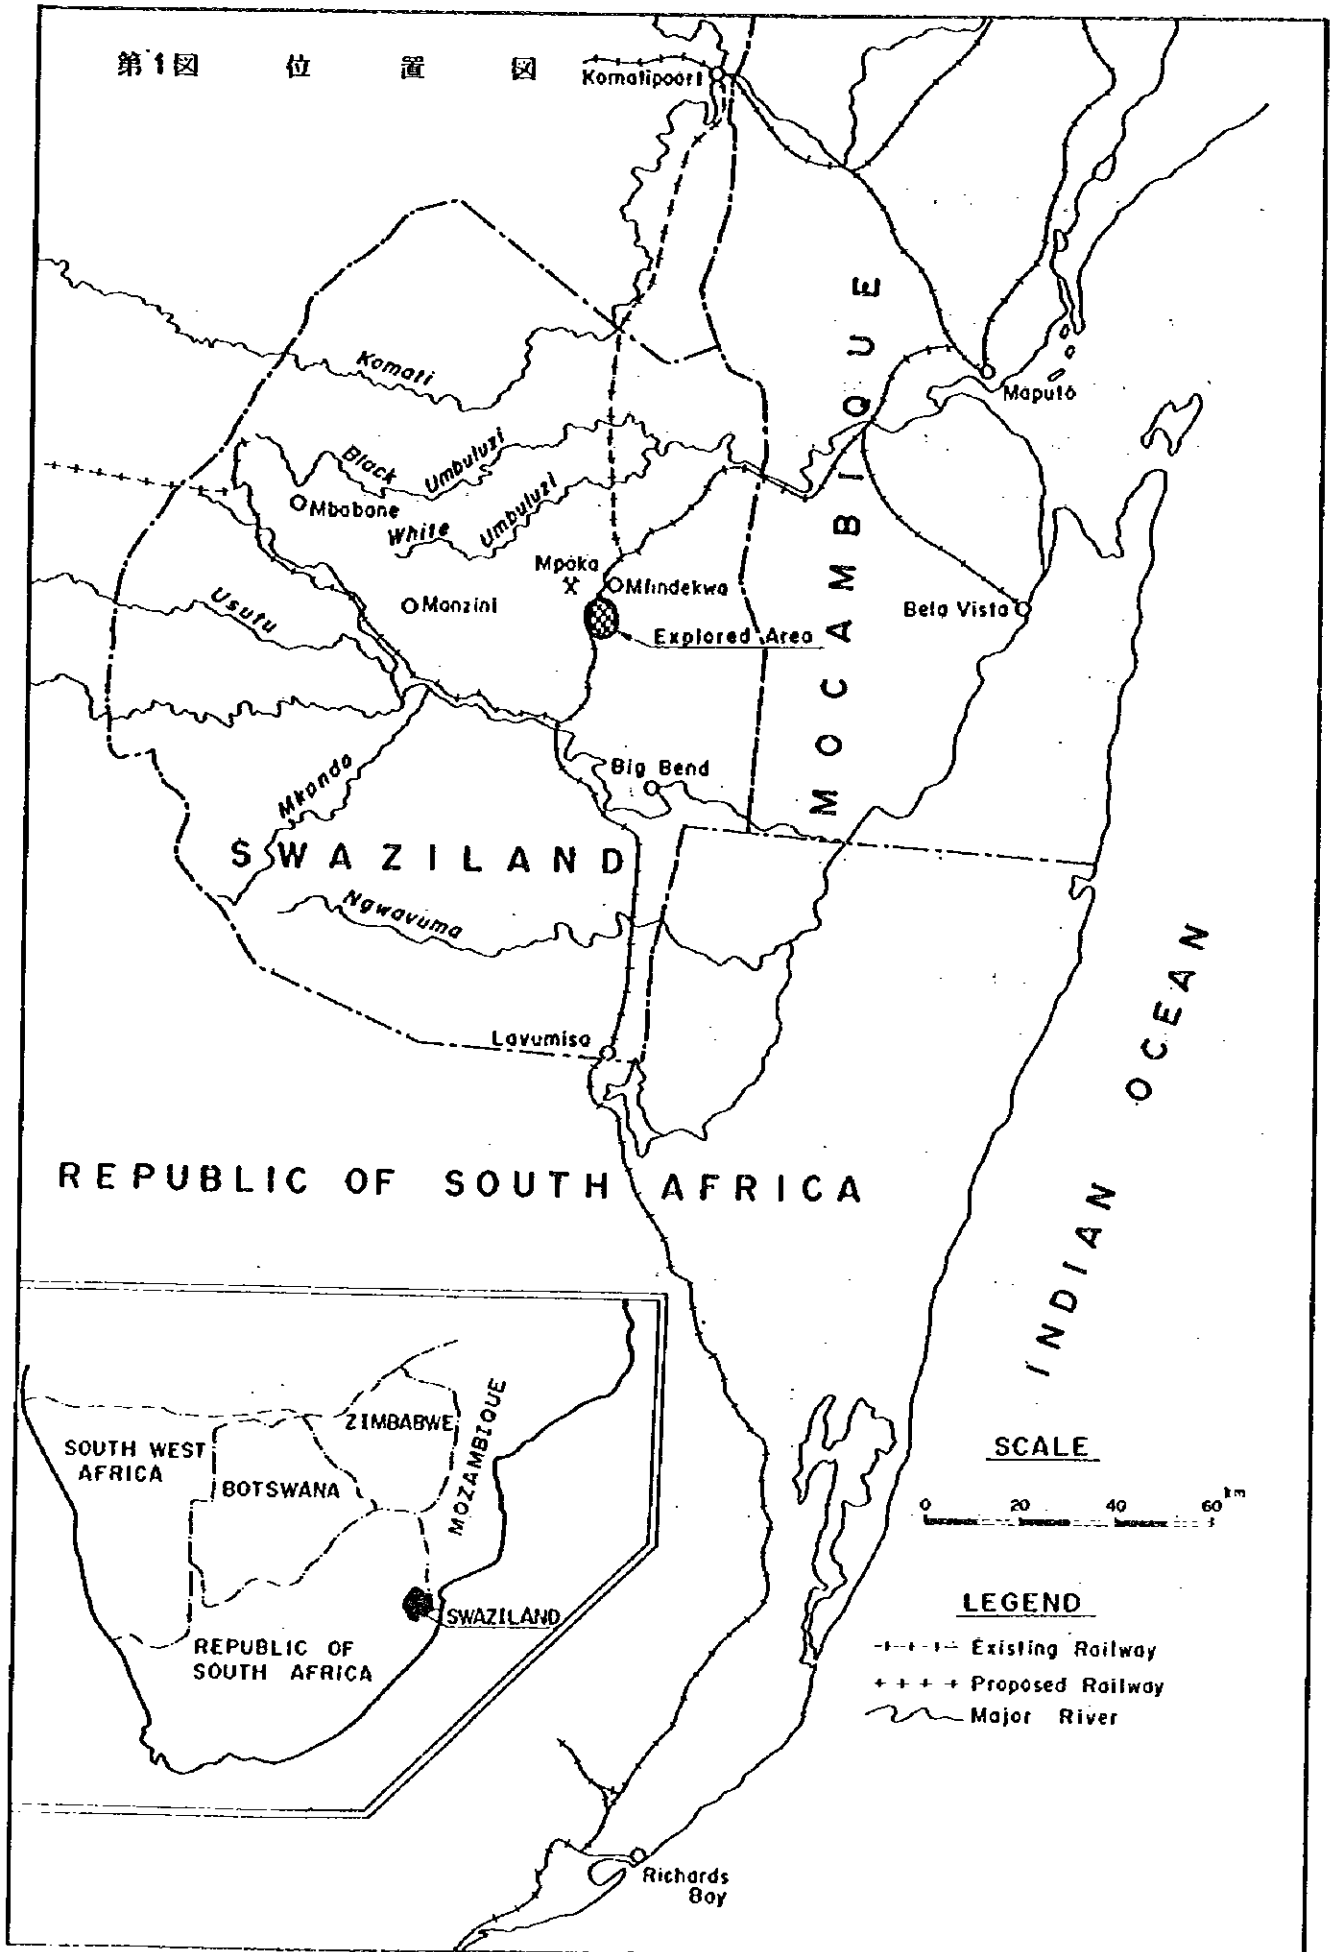 第1図 位置図
Komatipoort
MOCAMBIQUE
Komati
Maputo
Black Umbuluzi
Mbabane
White Umbuluzi
Mpaka
Mlindekwa
Usutu
Manzini
Bela Vista
Explored Area
Big Bend
Mkondo
SWAZILAND
Ngwavuma
Lavumisa
INDIAN OCEAN
REPUBLIC OF SOUTH AFRICA
ZIMBABWE
MOZAMBIQUE
SOUTH WEST
AFRICA
BOTSWANA
SWAZILAND
REPUBLIC OF
SOUTH AFRICA
SCALE
0 20 40 60 km
LEGEND
Existing Railway
Proposed Railway
Major River
Richards
Bay